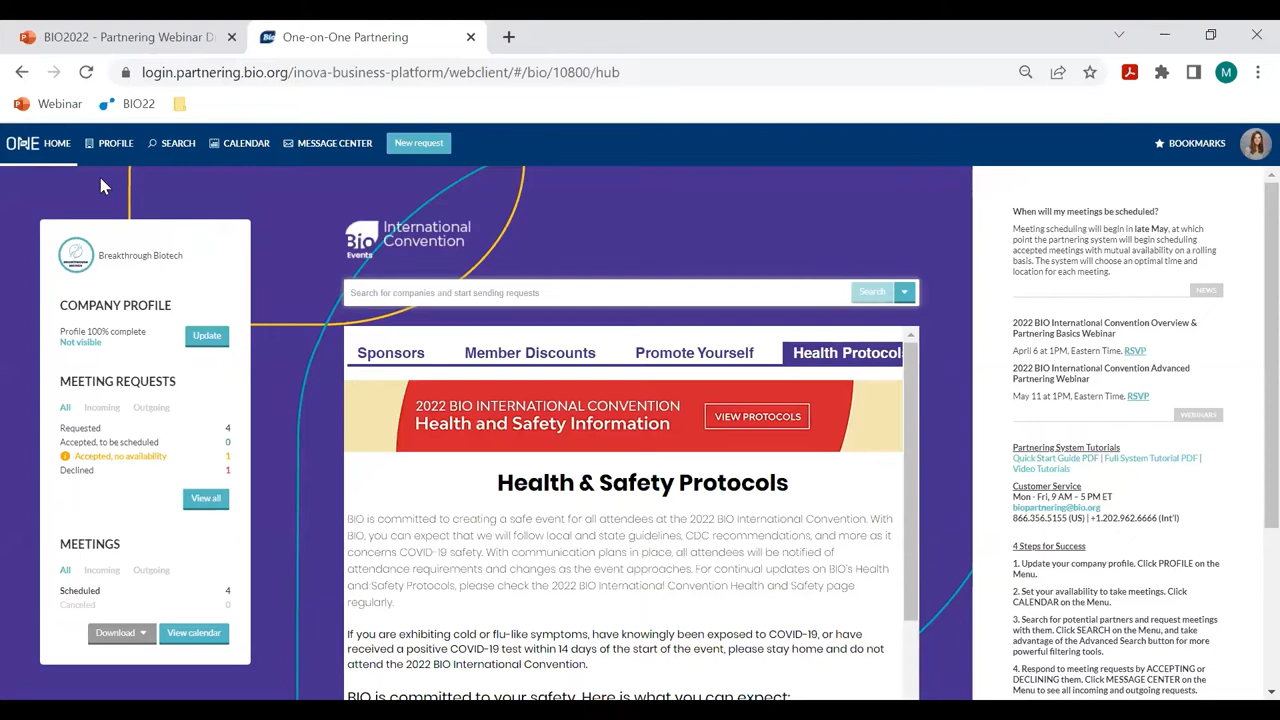 BIO2022 - Partnering Webinar D
One-on-One Partnering
login.partnering.bio.org/inova-business-platform/webclient/#/bio/10800/hub
M
Webinar
BIO22
ONE HOME PROFILE SEARCH CALENDAR MESSAGE CENTER New request BOOKMARKS
Breakthrough Biotech
COMPANY PROFILE
Profile 100% complete
Not visible
Update
MEETING REQUESTS
All Incoming Outgoing
Requested 4
Accepted, to be scheduled 0
Accepted, no availability 1
Declined 1
View all
MEETINGS
All Incoming Outgoing
Scheduled 4
Canceled 0
Download View calendar
Bio International
Convention
Events
Search for companies and start sending requests Search
Sponsors Member Discounts Promote Yourself Health Protocols
2022 BIO INTERNATIONAL CONVENTION
Health and Safety Information
VIEW PROTOCOLS
Health & Safety Protocols
BIO is committed to creating a safe event for all attendees at the 2022 BIO International Convention. With
BIO, you can expect that we will follow local and state guidelines, CDC recommendations, and more as it
concerns COVID-19 safety. With communication plans in place, all attendees will be notified of
attendance requirements and changes as the event approaches. For continual updates on BIO's Health
and Safety Protocols, please check the 2022 BIO International Convention Health and Safety page
regularly.
If you are exhibiting cold or flu-like symptoms, have knowingly been exposed to COVID-19, or have
received a positive COVID-19 test within 14 days of the start of the event, please stay home and do not
attend the 2022 BIO International Convention.
BIO is committed to your safety. Here is what you can expect:
When will my meetings be scheduled?
Meeting scheduling will begin in late May, at which
point the partnering system will begin scheduling
accepted meetings with mutual availability on a rolling
basis. The system will choose an optimal time and
location for each meeting.
NEWS
2022 BIO International Convention Overview &
Partnering Basics Webinar
April 6 at 1PM, Eastern Time. RSVP
2022 BIO International Convention Advanced
Partnering Webinar
May 11 at 1PM, Eastern Time. RSVP
WEBINARS
Partnering System Tutorials
Quick Start Guide PDF | Full System Tutorial PDF |
Video Tutorials
Customer Service
Mon - Fri, 9 AM – 5 PM ET
biopartnering@bio.org
866.356.5155 (US) | +1.202.962.6666 (Int'l)
4 Steps for Success
1. Update your company profile. Click PROFILE on the
Menu.
2. Set your availability to take meetings. Click
CALENDAR on the Menu.
3. Search for potential partners and request meetings
with them. Click SEARCH on the Menu, and take
advantage of the Advanced Search button for more
powerful filtering tools.
4. Respond to meeting requests by ACCEPTING or
DECLINING them. Click MESSAGE CENTER on the
Menu to see all incoming and outgoing requests.